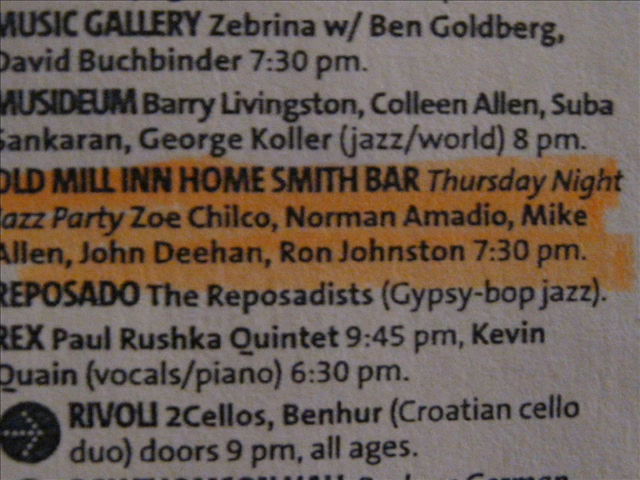 MUSIC GALLERY Zebrina w/ Ben Goldberg,
David Buchbinder 7:30 pm.
MUSIDEUM Barry Livingston, Colleen Allen, Suba
Sankaran, George Koller (jazz/world) 8 pm.
OLD MILL INN HOME SMITH BAR Thursday Night
Jazz Party Zoe Chilco, Norman Amadio, Mike
Allen, John Deehan, Ron Johnston 7:30 pm.
REPOSADO The Reposadists (Gypsy-bop jazz).
REX Paul Rushka Quintet 9:45 pm, Kevin
Quain (vocals/piano) 6:30 pm.
RIVOLI 2Cellos, Benhur (Croatian cello
duo) doors 9 pm, all ages.